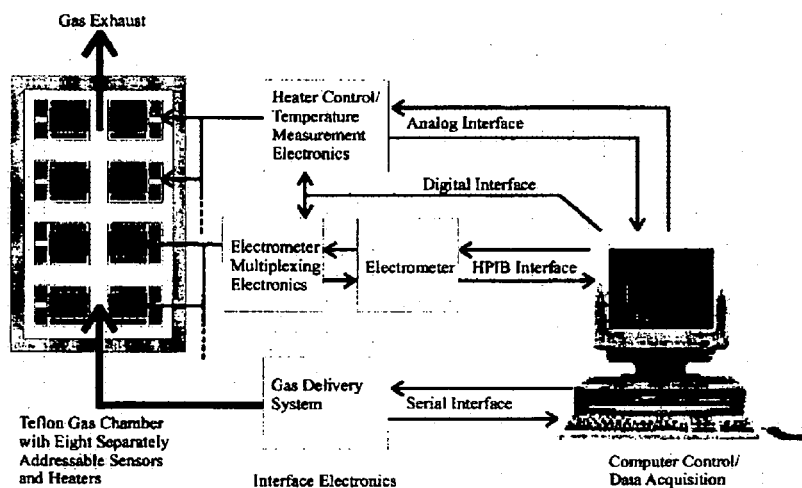 Gas Exhaust
Heater Control/
Temperature
Measurement
Electronics
Analog Interface
Digital Interface
Electrometer
Multiplexing
Electronics
Electrometer
HPIB Interface
Gas Delivery
System
Serial Interface
Teflon Gas Chamber
with Eight Separately
Addressable Sensors
and Heaters
Interface Electronics
Computer Control/
Data Acquisition